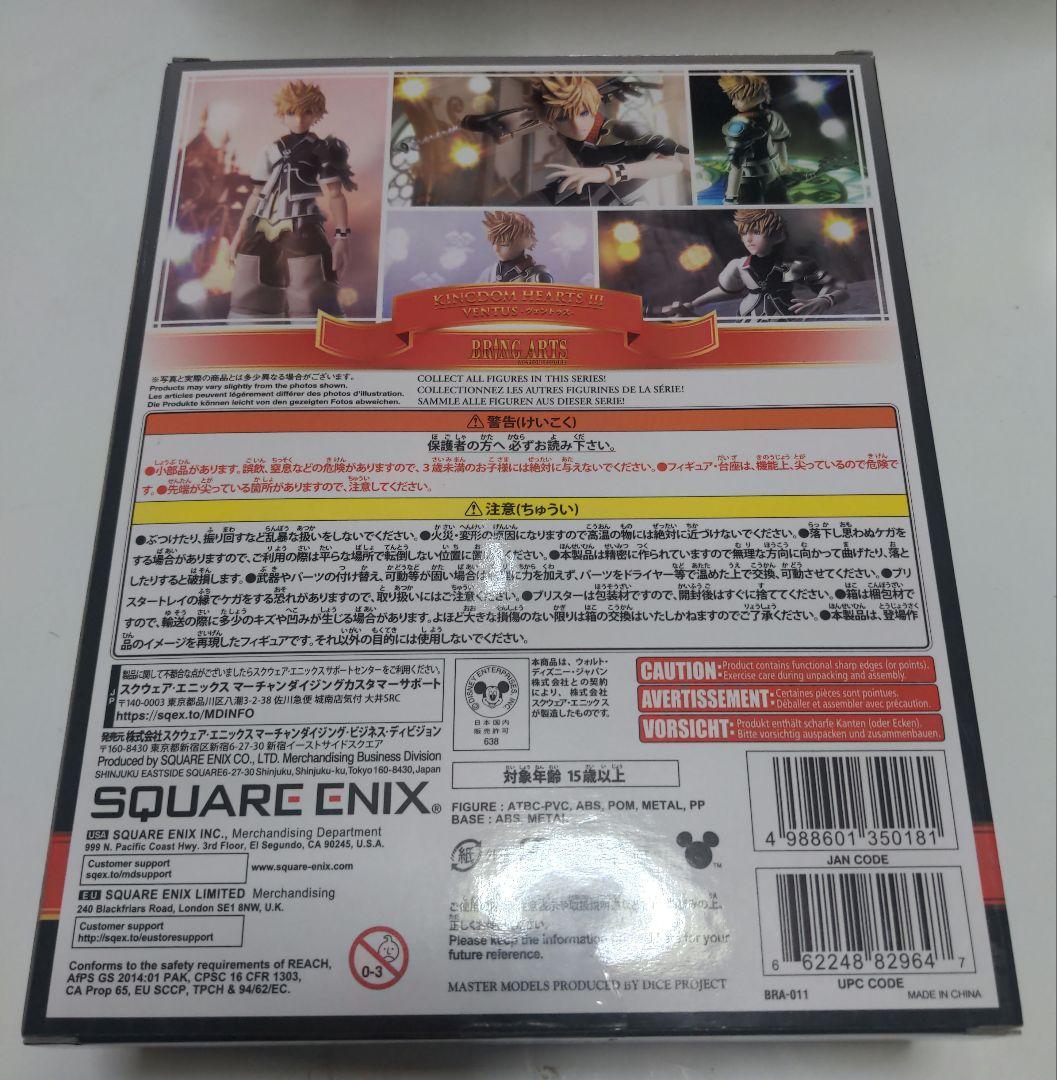 KINGDOM HEARTS III
VENTUS -ヴェントゥス-
BRING ARTS
※写真と実際の商品とは多少異なる場合がございます。
Products may vary slightly from the photos shown.
Les articles peuvent légèrement différer des photos d'illustration.
Die Produkte können leicht von den gezeigten Fotos abweichen.
COLLECT ALL FIGURES IN THIS SERIES!
COLLECTIONNEZ LES AUTRES FIGURINES DE LA SÉRIE!
SAMMLE ALLE FIGUREN AUS DIESER SERIE!
⚠警告(けいこく)
保護者の方へ 必ずお読み下さい。
●小部品があります。誤飲、窒息などの危険がありますので、3歳未満のお子様には絶対に与えないでください。●フィギュア・台座は、機能上、尖っているので危険で
す。●先端が尖っている箇所がありますので、注意してください。
⚠注意(ちゅうい)
●ぶつけたり、振り回すなど乱暴な扱いをしないでください。●火災・変形の原因になりますので高温の物には絶対に近づけないでください。●落下し思わぬケガを
する場合がありますので、ご利用の際は平らな場所で転倒しない位置に置いてください。●本製品は精密に作られていますので無理な方向に向かって曲げたり、落と
したりすると破損します。●武器やパーツの付け替え、可動等が固い場合は に力を加えず、パーツをドライヤー等で温めた上で交換、可動させてください。●ブリ
スタートレイの縁でケガをする恐れがありますので、取り扱いにはご注意ください。●ブリスターは包装材ですので、開封後はすぐに捨ててください。●箱は梱包材で
すので、輸送の際に多少のキズや凹みが生じる場合があります。よほど大きな損傷のない限りは箱の交換はいたしかねますのでご了承ください。●本製品は、登場作
品のイメージを再現したフィギュアです。それ以外の目的には使用しないでください。
JP
製品に関して不都合な点がございましたらスクウェア・エニックスサポートセンターをご利用ください。
スクウェア・エニックス マーチャンダイジングカスタマーサポート
〒140-0003 東京都品川区八潮3-2-38 佐川急便 城南店気付 大井SRC
https://sqex.to/MDINFO
発売元 株式会社スクウェア・エニックス マーチャンダイジング・ビジネス・ディビジョン
〒160-8430 東京都新宿区新宿6-27-30 新宿イーストサイドスクエア
Produced by SQUARE ENIX CO., LTD. Merchandising Business Division
SHINJUKU EASTSIDE SQUARE6-27-30 Shinjuku, Shinjuku-ku, Tokyo160-8430, Japan
SQUARE ENIX®
USA SQUARE ENIX INC., Merchandising Department
999 N. Pacific Coast Hwy. 3rd Floor, El Segundo, CA 90245, U.S.A.
Customer support
sqex.to/mdsupport
www.square-enix.com
EU SQUARE ENIX LIMITED Merchandising
240 Blackfriars Road, London SE1 8NW, U.K.
Customer support
http://sqex.to/eustoresupport
Conforms to the safety requirements of REACH,
AfPS GS 2014:01 PAK, CPSC 16 CFR 1303,
CA Prop 65, EU SCCP, TPCH & 94/62/EC.
0-3
©DISNEY ENTERPRISES, INC
日本国内
販売許可
638
本商品は、ウォルト・
ディズニー・ジャパン
株式会社との契約
により、株式会社
スクウェア・エニックス
が製造したものです。
対象年齢 15歳以上
FIGURE : ATBC-PVC, ABS, POM, METAL, PP
BASE : ABS, METAL
紙
TM
正しくお
Please keep the information for your
future reference.
MASTER MODELS PRODUCED BY DICE PROJECT
CAUTION: Product contains functional sharp edges (or points).
Exercise care during unpacking and assembly.
AVERTISSEMENT: Certaines pièces sont pointues.
Déballer et assembler avec précaution.
VORSICHT: Produkt enthält scharfe Kanten (oder Ecken).
Bitte vorsichtig auspacken und zusammenbauen.
4 988601 350181
JAN CODE
6 62248 82964 7
UPC CODE
BRA-011
MADE IN CHINA